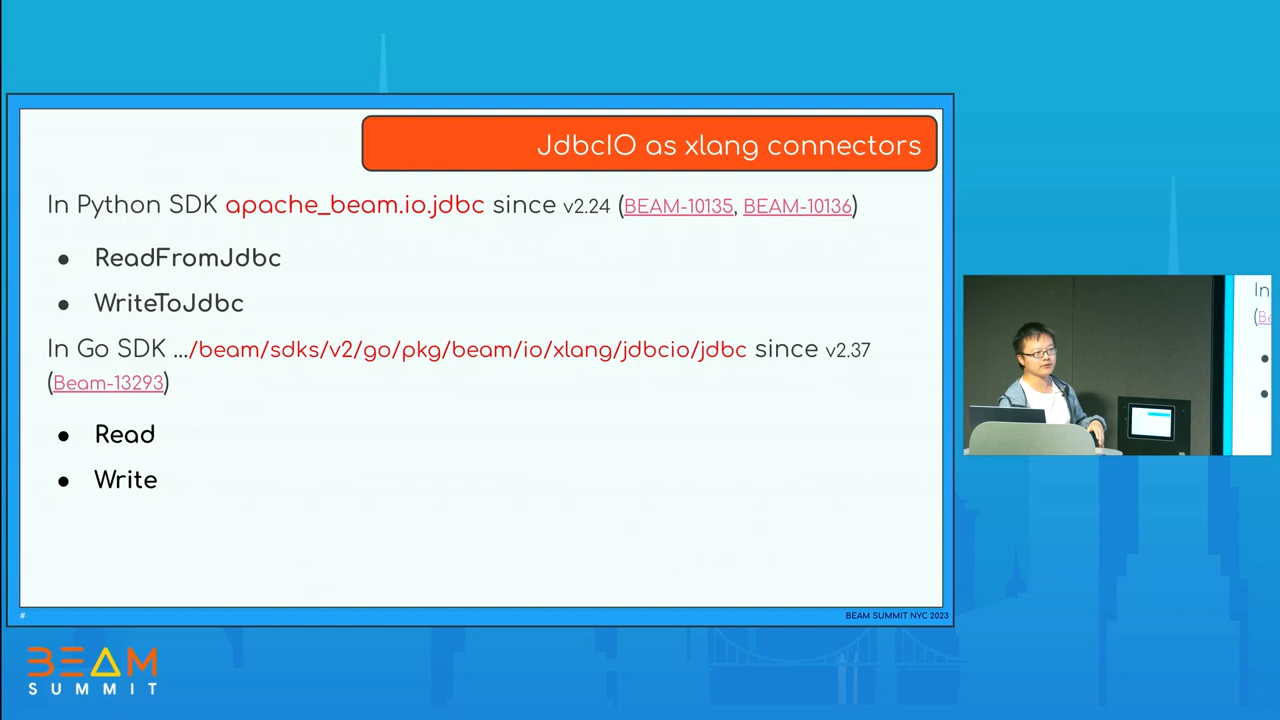 JdbcIO as xlang connectors
In Python SDK apache_beam.io.jdbc since v2.24 (BEAM-10135, BEAM-10136)
● ReadFromJdbc
● WriteToJdbc
In Go SDK .../beam/sdks/v2/go/pkg/beam/io/xlang/jdbcio/jdbc since v2.37
(Beam-13293)
● Read
● Write
#
BEAM SUMMIT NYC 2023
In
(Be
BEAM
SUMMIT